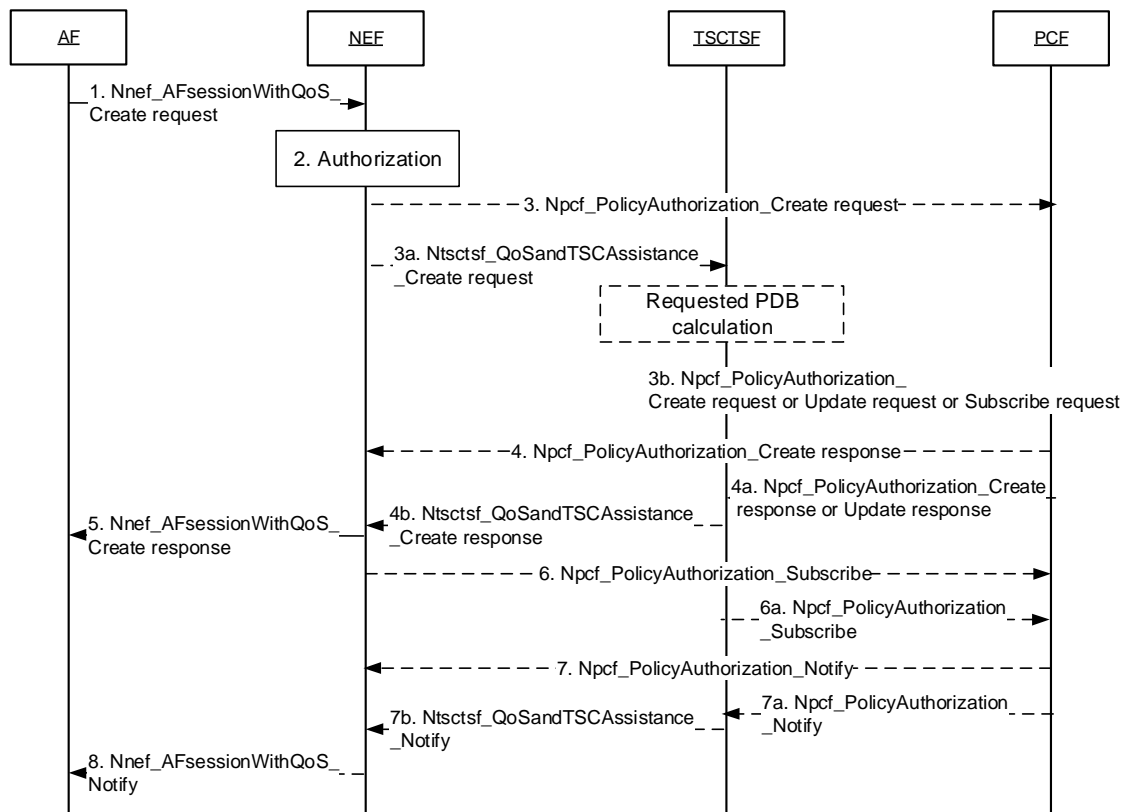 AF
NEF
TSCTSF
PCF
1. Nnef_AFsessionWithQoS_
Create request
2. Authorization
3. Npcf_PolicyAuthorization_Create request
3a. Ntsctsf_QoSandTSCAssistance
_Create request
Requested PDB
calculation
3b. Npcf_PolicyAuthorization_
Create request or Update request or Subscribe request
4. Npcf_PolicyAuthorization_Create response
4a. Npcf_PolicyAuthorization_Create
response or Update response
4b. Ntsctsf_QoSandTSCAssistance
_Create response
5. Nnef_AFsessionWithQoS_
Create response
6. Npcf_PolicyAuthorization_Subscribe
6a. Npcf_PolicyAuthorization
_Subscribe
7. Npcf_PolicyAuthorization_Notify
7a. Npcf_PolicyAuthorization
_Notify
7b. Ntsctsf_QoSandTSCAssistance
_Notify
8. Nnef_AFsessionWithQoS_
Notify